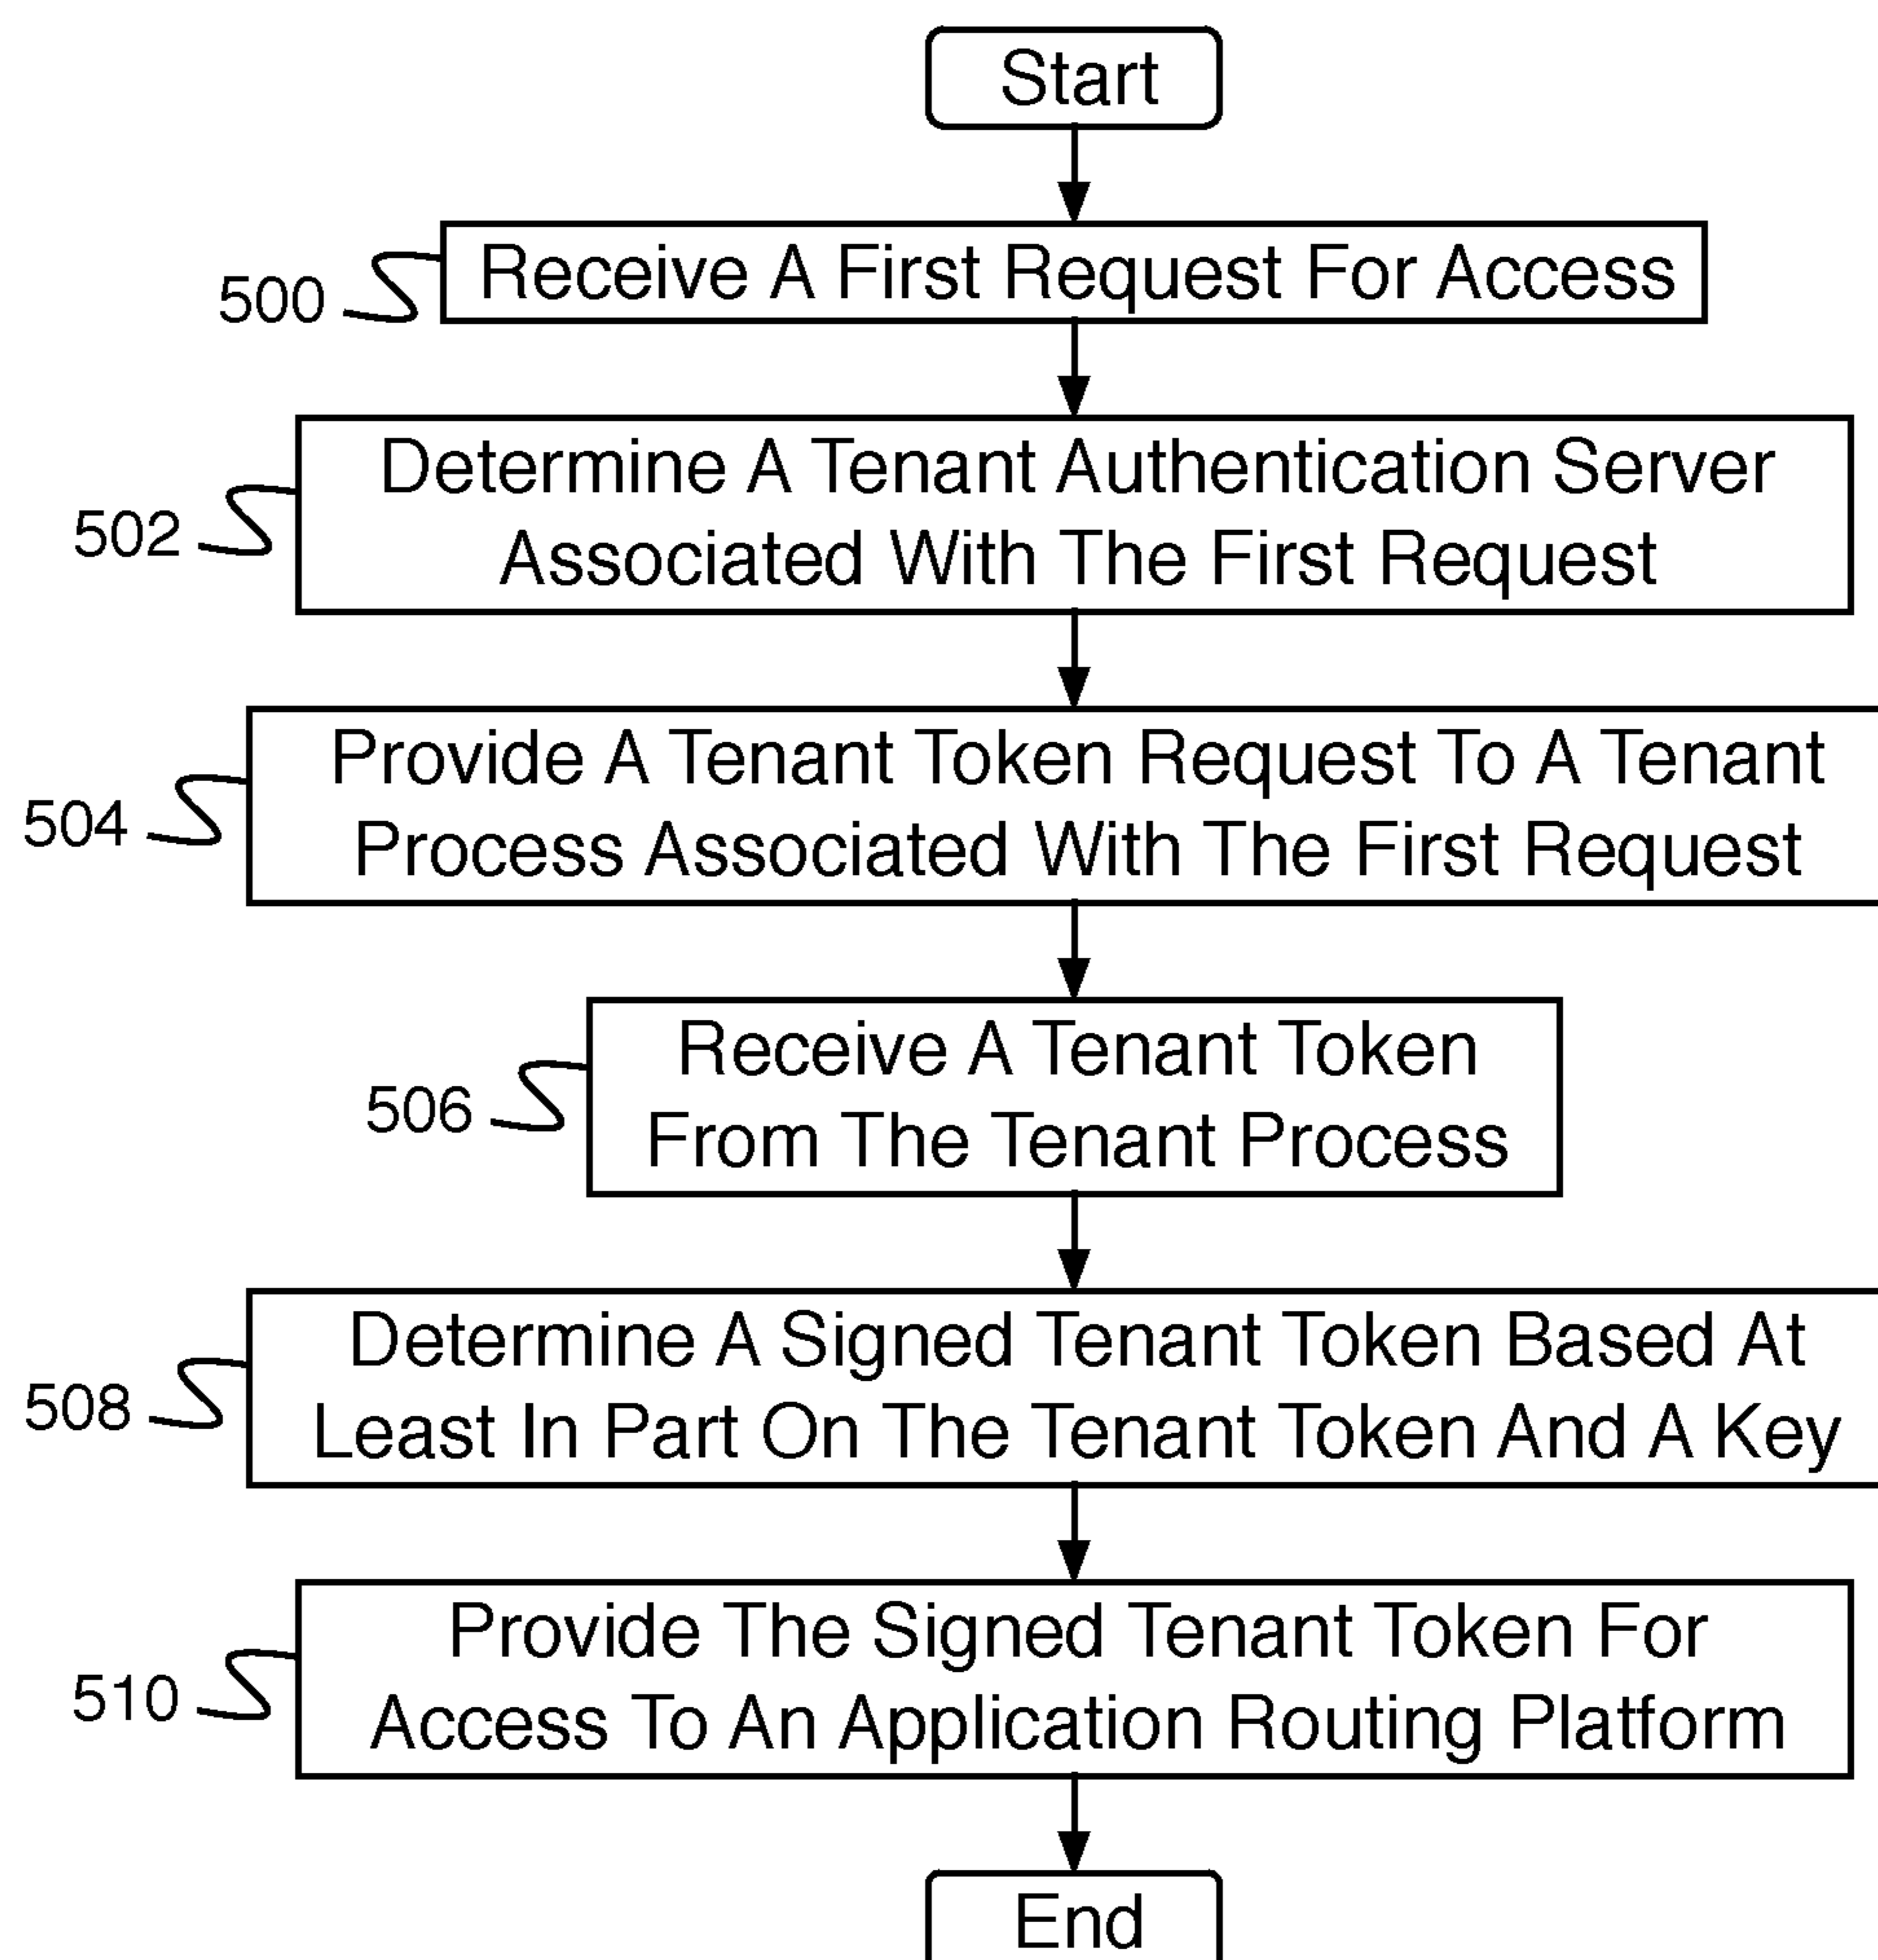 Start
500
Receive A First Request For Access
502
Determine A Tenant Authentication Server
Associated With The First Request
504
Provide A Tenant Token Request To A Tenant
Process Associated With The First Request
506
Receive A Tenant Token
From The Tenant Process
508
Determine A Signed Tenant Token Based At
Least In Part On The Tenant Token And A Key
510
Provide The Signed Tenant Token For
Access To An Application Routing Platform
End